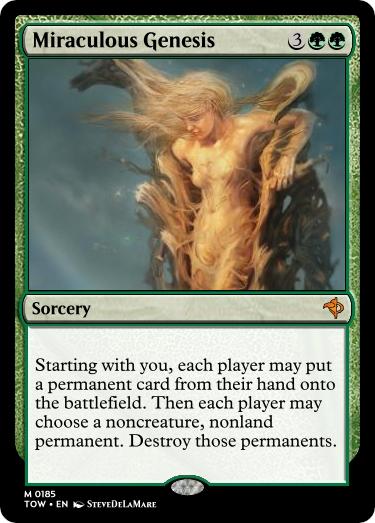 Miraculous Genesis 3
Sorcery
Starting with you, each player may put
a permanent card from their hand onto
the battlefield. Then each player may
choose a noncreature, nonland
permanent. Destroy those permanents.
M 0185
TOW • EN SteveDeLaMare